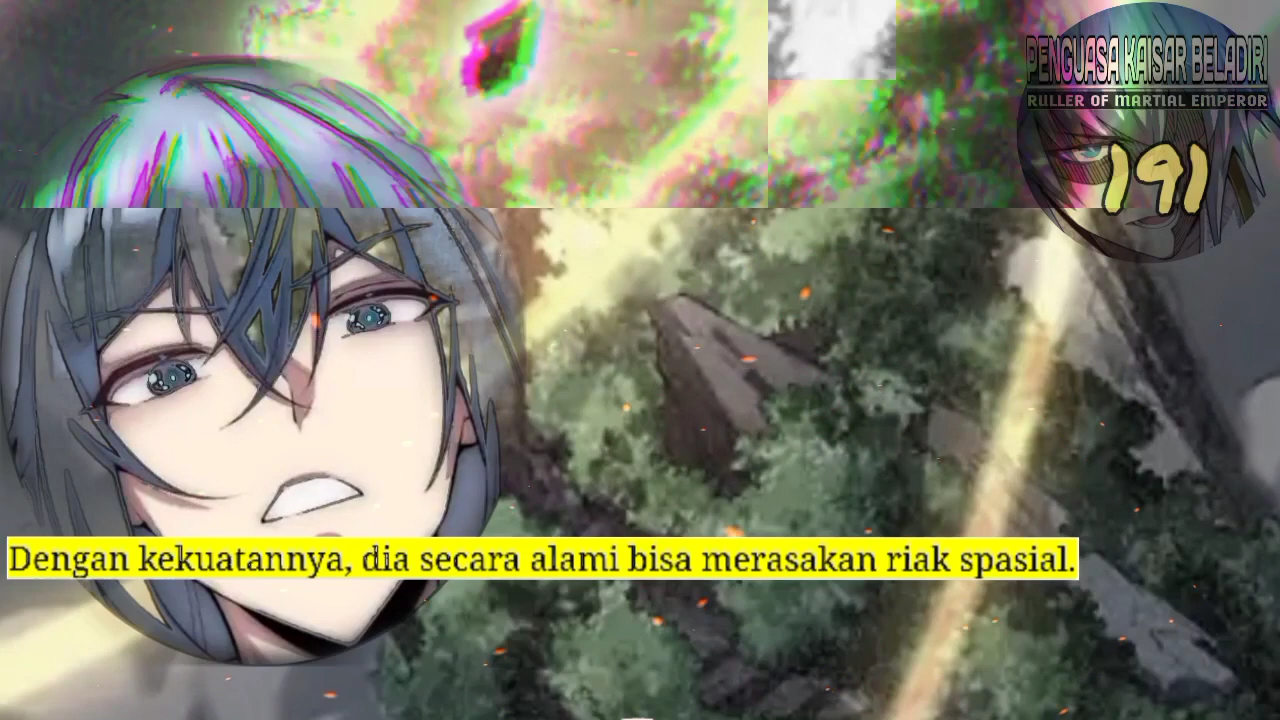 PENGUASA KAISAR BELADIRI
RULLER OF MARTIAL EMPEROR
191
Dengan kekuatannya, dia secara alami bisa merasakan riak spasial.